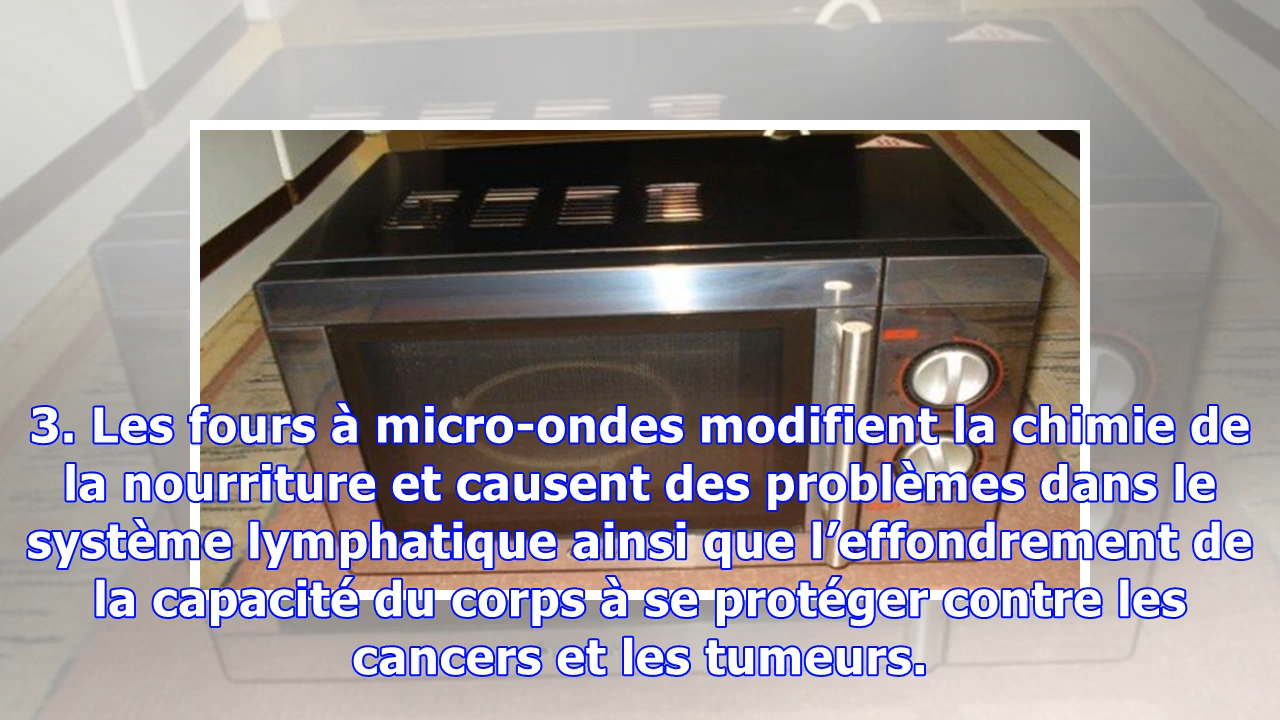 3. Les fours à micro-ondes modifient la chimie de
la nourriture et causent des problèmes dans le
système lymphatique ainsi que l’effondrement de
la capacité du corps à se protéger contre les
cancers et les tumeurs.